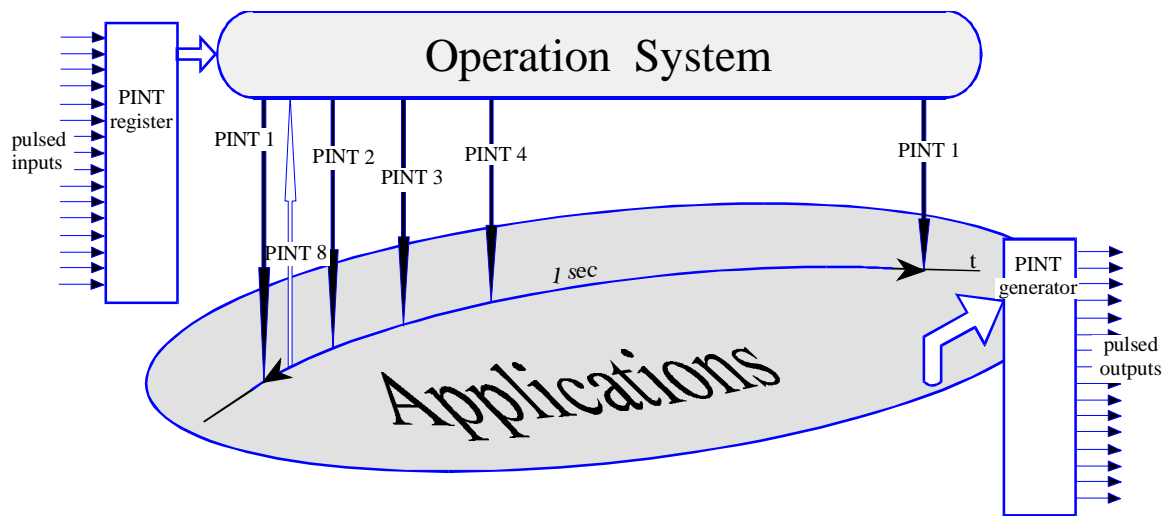 Operation System
PINT
register
pulsed
inputs
PINT 1
PINT 2
PINT 3
PINT 4
PINT 1
PINT 8
1 sec
t
PINT
generator
pulsed
outputs
Applications